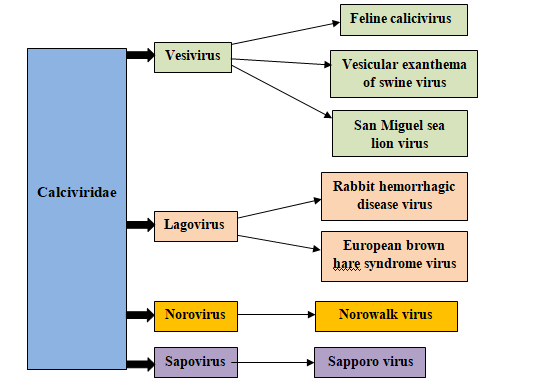 Calciviridae
Vesivirus
Feline calicivirus
Vesicular exanthema
of swine virus
San Miguel sea
lion virus
Lagovirus
Rabbit hemorrhagic
disease virus
European brown
hare syndrome virus
Norovirus
Norowalk virus
Sapovirus
Sapporo virus